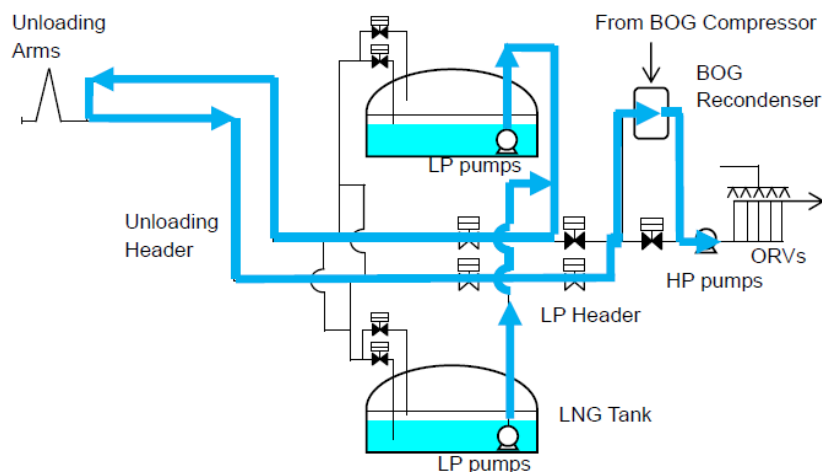 Unloading
Arms
From BOG Compressor
BOG
Recondenser
LP pumps
Unloading
Header
ORVs
HP pumps
LP Header
LNG Tank
LP pumps